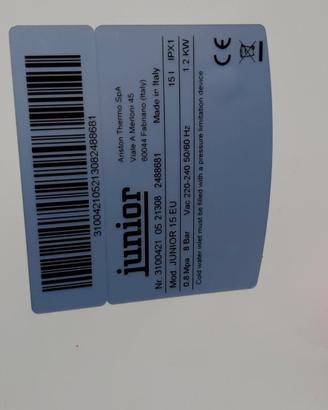 31004210521308​2488681
junior
Ariston Thermo SpA
Viale A Merloni 45
60044 Fabriano (Italy)
Nr. 3100421 05 21308 2488681 Made in Italy
Mod. JUNIOR 15 EU 15 l IPX1
0.8 Mpa 8 Bar Vac 220-240 50/60 Hz 1.2 KW
Cold water inlet must be fitted with a pressure limitation device
CE